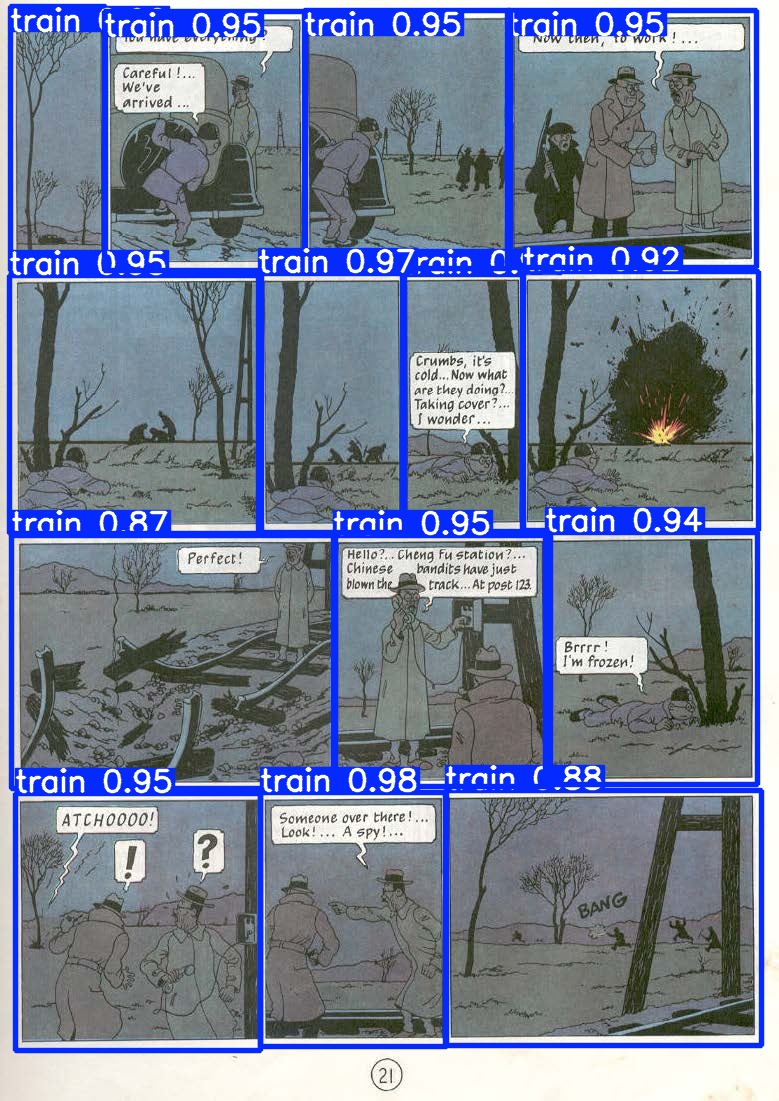 train
train 0.95
train 0.95
train 0.95
You have everything?
Careful!...
We've
arrived ...
Now then, to work! ...
train 0.95
train 0.97
train 0.92
Crumbs, it's
cold... Now what
are they doing?...
Taking cover?...
I wonder...
train 0.87
train 0.95
train 0.94
Perfect!
Hello?... Cheng Fu station?...
Chinese bandits have just
blown the track... At post 123.
Brrrr!
I'm frozen!
train 0.95
train 0.98
train 0.88
ATCHOOOO!
!
?
Someone over there!...
Look!... A spy!...
BANG
21